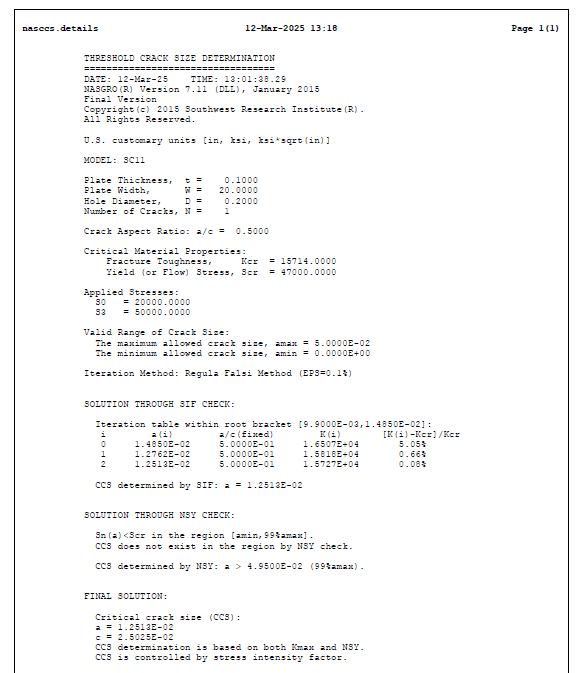 nasccs.details 12-Mar-2025 13:18 Page 1(1)
THRESHOLD CRACK SIZE DETERMINATION
==================================
DATE: 12-Mar-25 TIME: 13:01:38.29
NASGRO(R) Version 7.11 (DLL), January 2015
Final Version
Copyright(c) 2015 Southwest Research Institute(R).
All Rights Reserved.
U.S. customary units [in, ksi, ksi*sqrt(in)]
MODEL: SC11
Plate Thickness, t = 0.1000
Plate Width, W = 20.0000
Hole Diameter, D = 0.2000
Number of Cracks, N = 1
Crack Aspect Ratio: a/c = 0.5000
Critical Material Properties:
Fracture Toughness, Kcr = 15714.0000
Yield (or Flow) Stress, Scr = 47000.0000
Applied Stresses:
S0 = 20000.0000
S3 = 50000.0000
Valid Range of Crack Size:
The maximum allowed crack size, amax = 5.0000E-02
The minimum allowed crack size, amin = 0.0000E+00
Iteration Method: Regula Falsi Method (EPS=0.1%)
SOLUTION THROUGH SIF CHECK:
Iteration table within root bracket [9.9000E-03,1.4850E-02]:
i a(i) a/c(fixed) K(i) [K(i)-Kcr]/Kcr
0 1.4850E-02 5.0000E-01 1.6507E+04 5.05%
1 1.2762E-02 5.0000E-01 1.5818E+04 0.66%
2 1.2513E-02 5.0000E-01 1.5727E+04 0.08%
CCS determined by SIF: a = 1.2513E-02
SOLUTION THROUGH NSY CHECK:
Sn(a)<Scr in the region [amin,99%amax].
CCS does not exist in the region by NSY check.
CCS determined by NSY: a > 4.9500E-02 (99%amax).
FINAL SOLUTION:
Critical crack size (CCS):
a = 1.2513E-02
c = 2.5025E-02
CCS determination is based on both Kmax and NSY.
CCS is controlled by stress intensity factor.